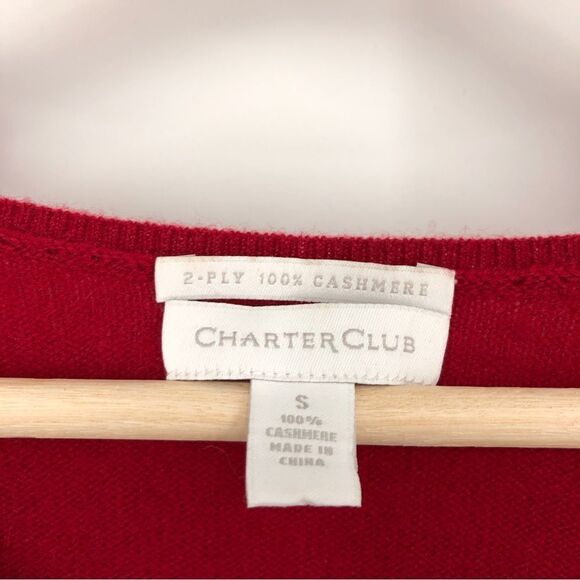 2-PLY 100% CASHMERE
CHARTER CLUB
S
100%
CASHMERE
MADE IN
CHINA